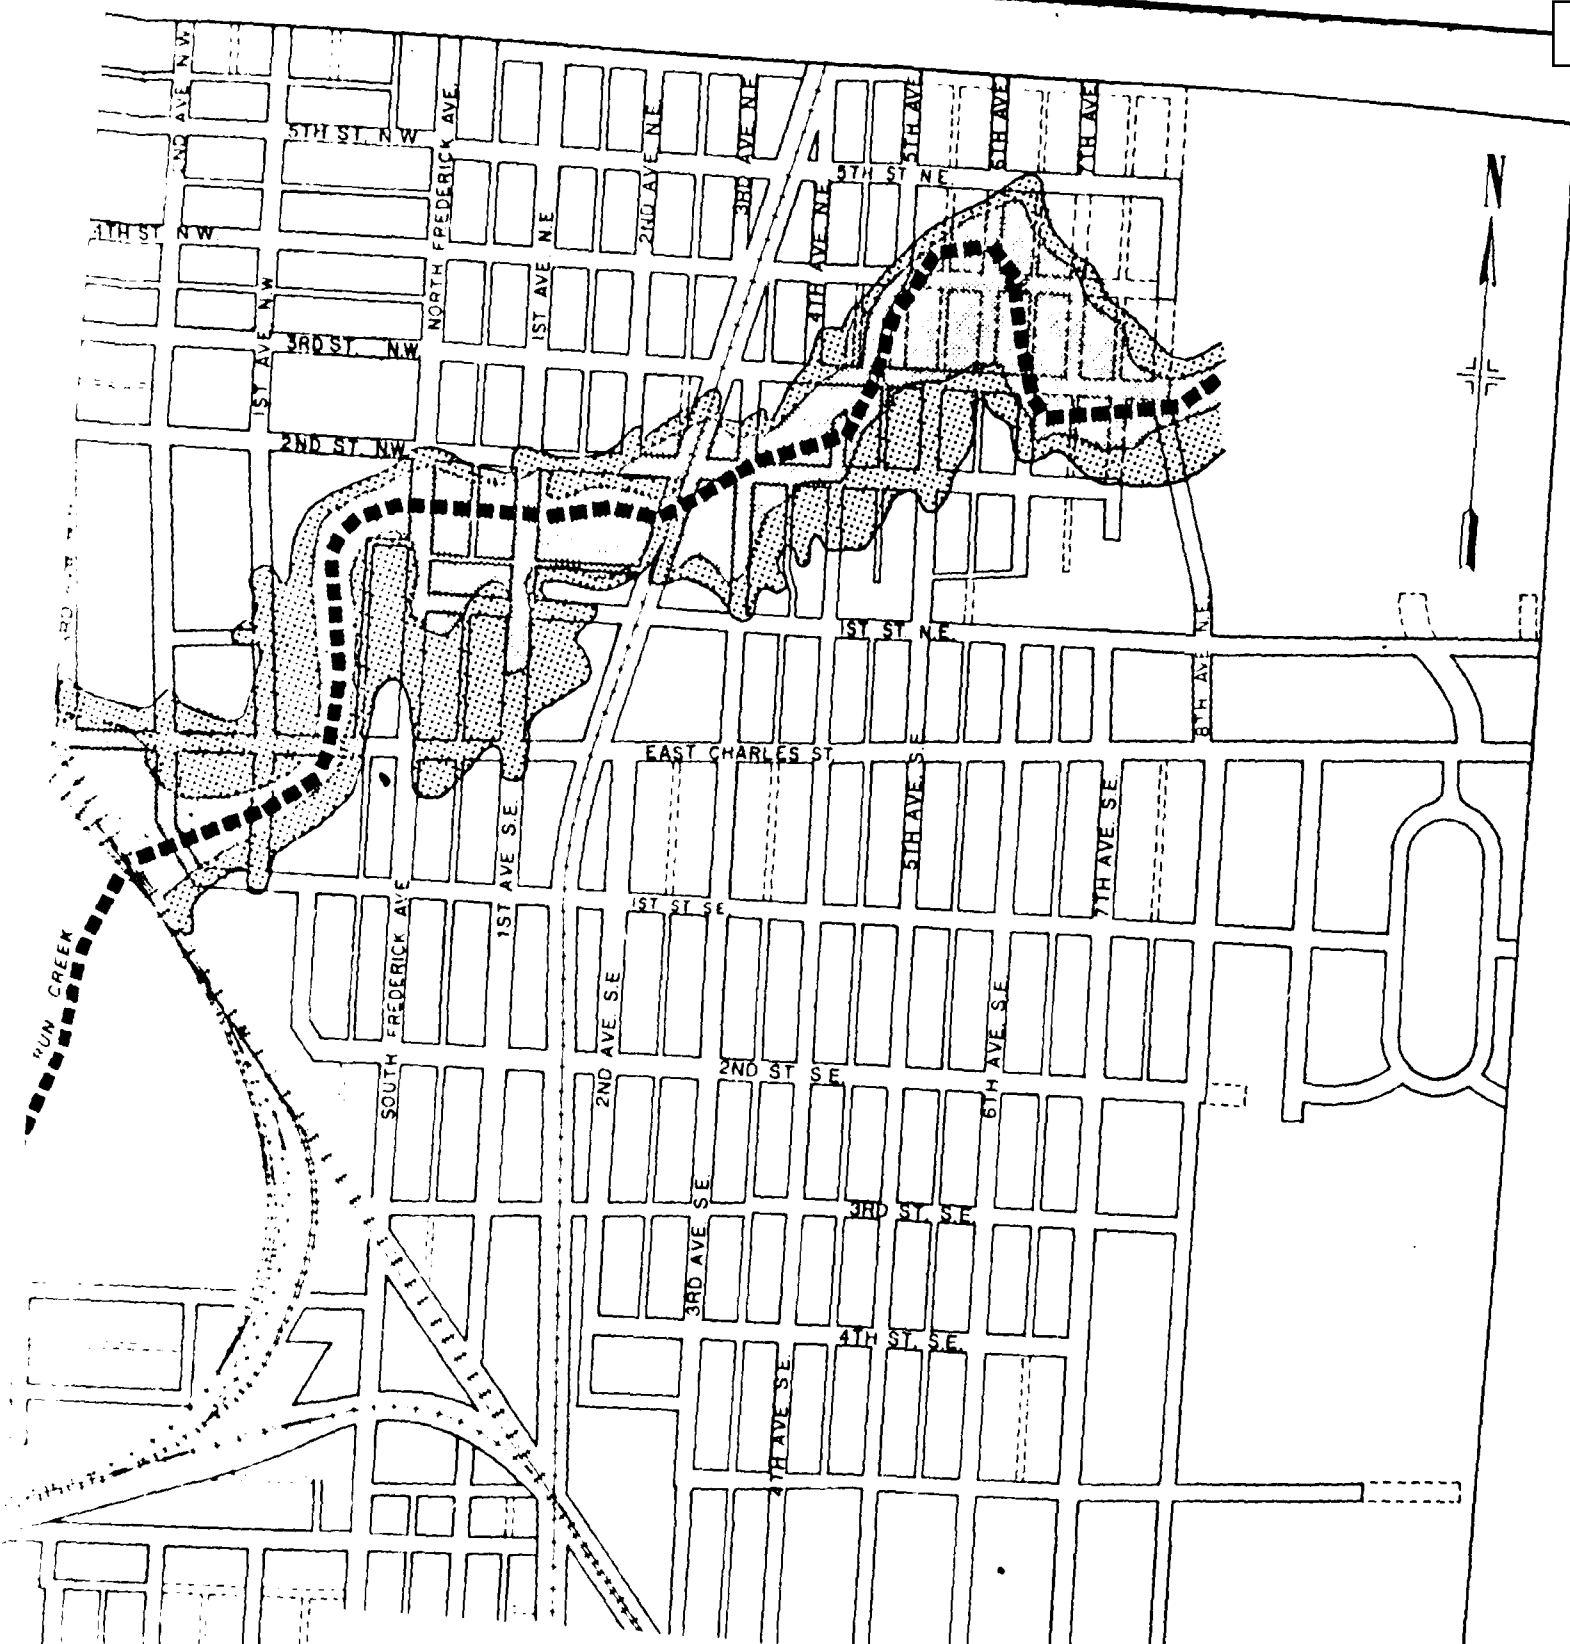 ND AVE N W
5TH ST. N W
NORTH FREDERICK AVE.
1ST AVE N.E
2ND AVE N.E.
3RD AVE N.E
4TH AVE N.E
5TH AVE
6TH AVE
7TH AVE
5TH ST N.E.
N
4TH ST N W
1ST AVE N.W
3RD ST. N.W.
2ND ST. N.W.
1ST ST N.E.
8TH AVE N.E
EAST CHARLES ST
5TH AVE. S.E
7TH AVE S.E.
1ST AVE S.E
1ST ST SE
SOUTH FREDERICK AVE
2ND AVE. S.E
6TH AVE. S.E.
RUN CREEK
2ND ST S.E.
3RD AVE S.E.
3RD ST. S.E.
4TH ST. S.E.
4TH AVE S.E.